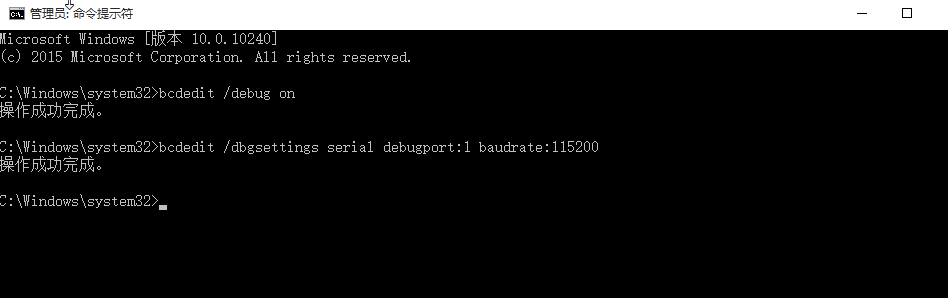 管理员: 命令提示符
Microsoft Windows [版本 10.0.10240]
(c) 2015 Microsoft Corporation. All rights reserved.
C:\Windows\system32>bcdedit /debug on
操作成功完成。
C:\Windows\system32>bcdedit /dbgsettings serial debugport:1 baudrate:115200
操作成功完成。
C:\Windows\system32>